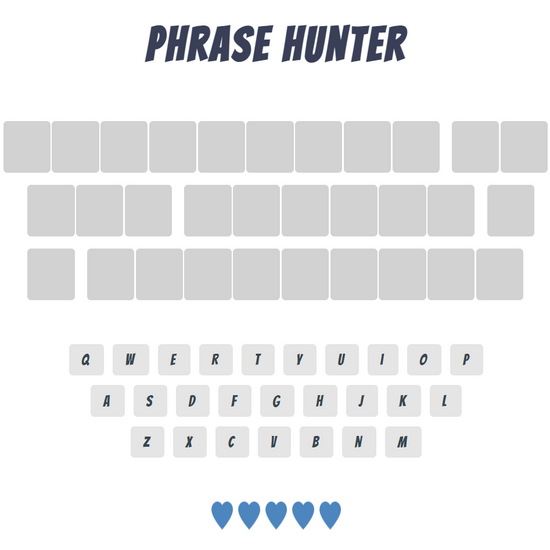 PHRASE HUNTER
Q W E R T Y U I O P
A S D F G H J K L
Z X C V B N M